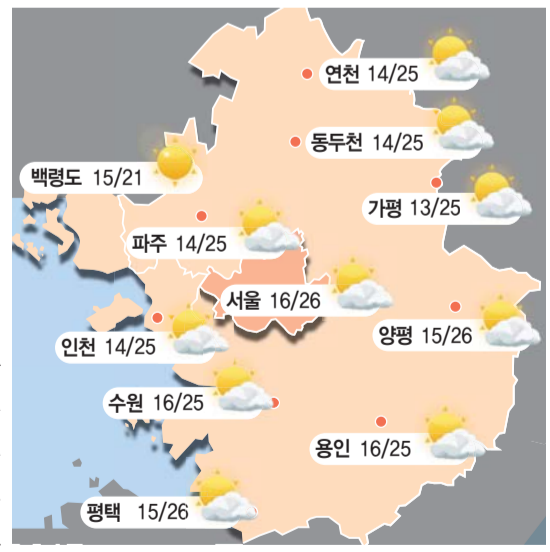 연천 14/25
동두천 14/25
백령도 15/21
가평 13/25
파주 14/25
서울 16/26
양평 15/26
인천 14/25
수원 16/25
용인 16/25
평택 15/26